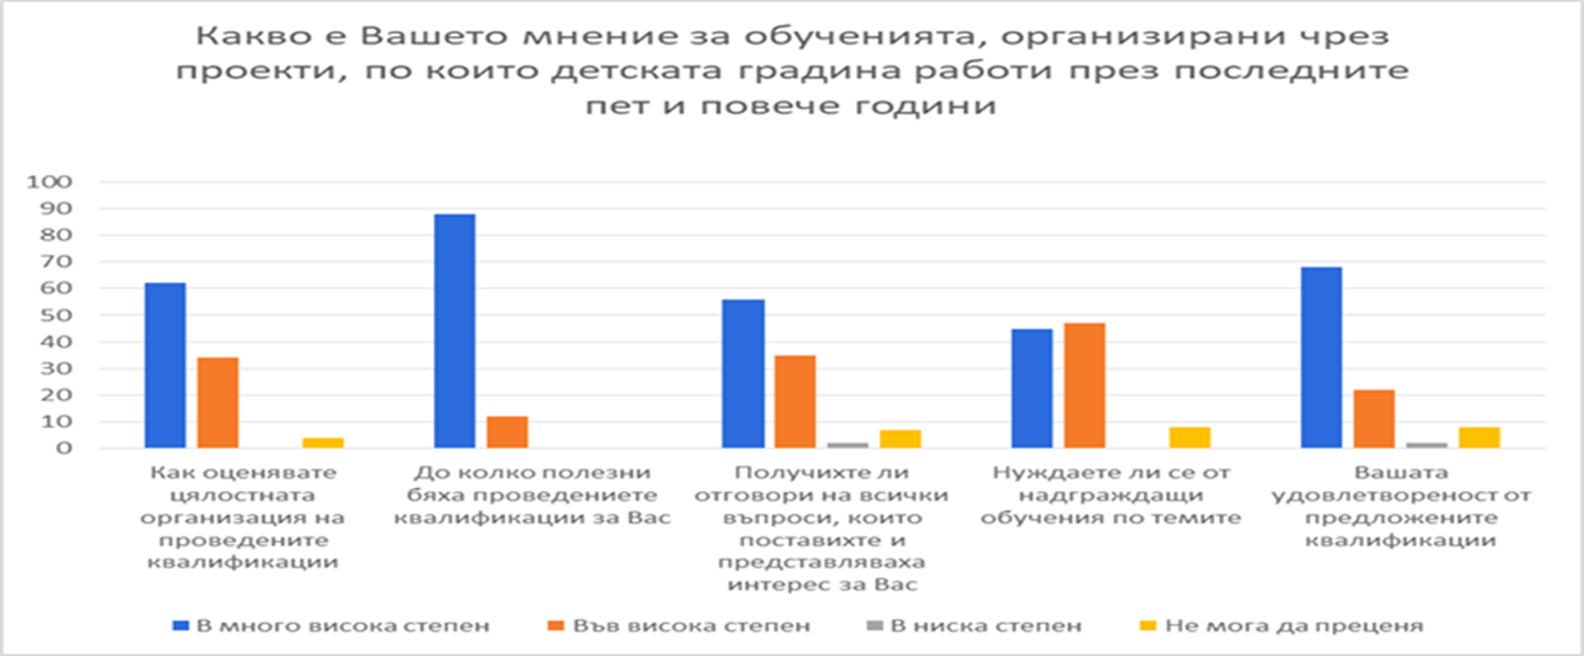 Какво е Вашето мнение за обученията, организирани чрез
проекти, по които детската градина работи през последните
пет и повече години
100
90
80
70
60
50
40
30
20
10
0
Как оценявате
цялостната
организация на
проведените
квалификации
До колко полезни
бяха проведениете
квалификации за Вас
Получихте ли
отговори на всички
въпроси, които
поставихте и
представляваха
интерес за Вас
Нуждаете ли се от
надграждащи
обучения по темите
Вашата
удовлетвореност от
предложените
квалификации
В много висока степен
Във висока степен
В ниска степен
Не мога да преценя